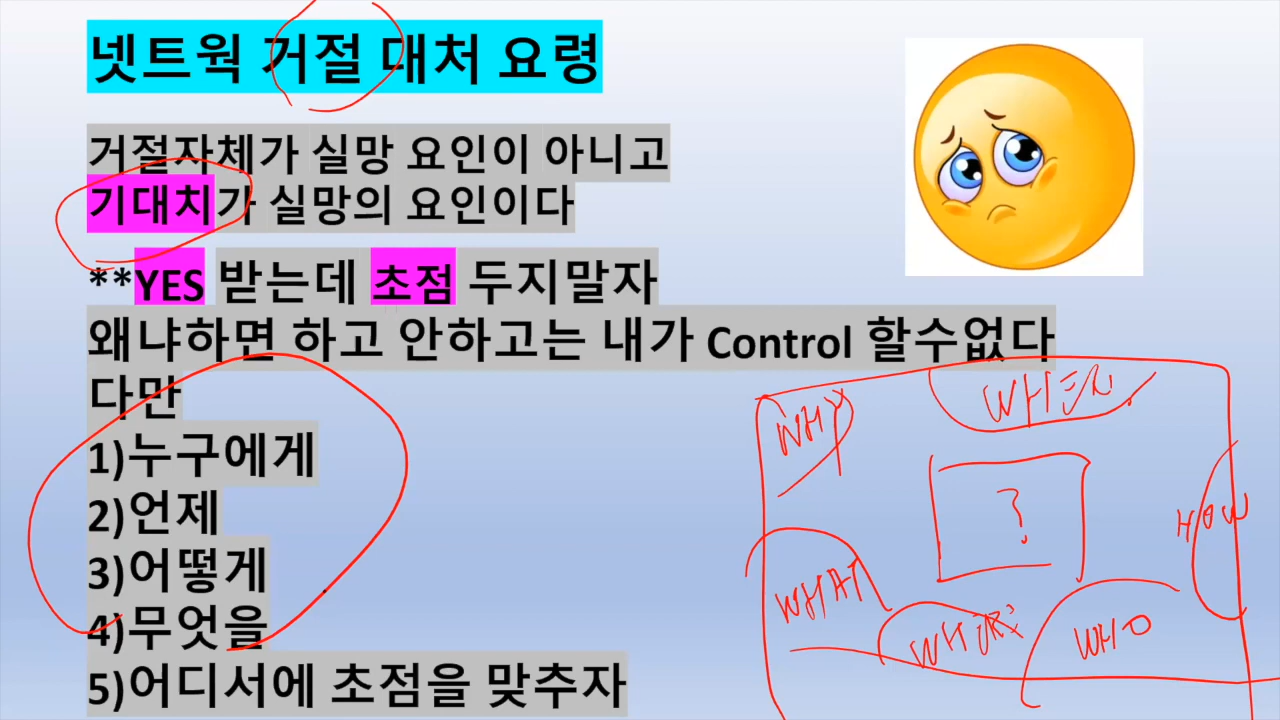 넷트웍 거절 대처 요령
거절자체가 실망 요인이 아니고
기대치가 실망의 요인이다
**YES 받는데 초점 두지말자
왜냐하면 하고 안하고는 내가 Control 할수없다
다만
1)누구에게
2)언제
3)어떻게
4)무엇을
5)어디서에 초점을 맞추자
WHY
WHEN
?
HOW
WHAT
WHERE
WHO